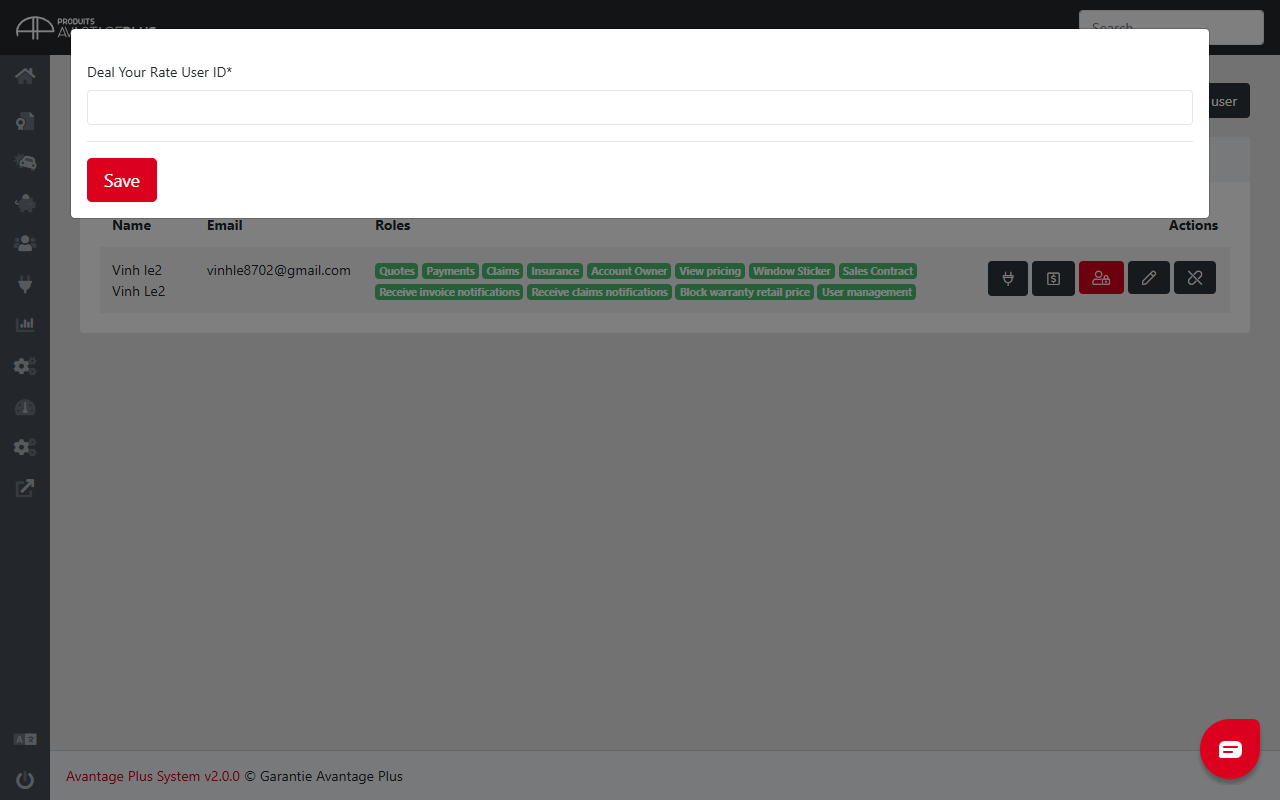 PRODUITS
AVANTAGEPLUS
Search
Deal Your Rate User ID*
user
Save
Name Email Roles Actions
Vinh le2 vinhle8702@gmail.com Quotes Payments Claims Insurance Account Owner View pricing Window Sticker Sales Contract
Vinh Le2 Receive invoice notifications Receive claims notifications Block warranty retail price User management
Avantage Plus System v2.0.0 © Garantie Avantage Plus